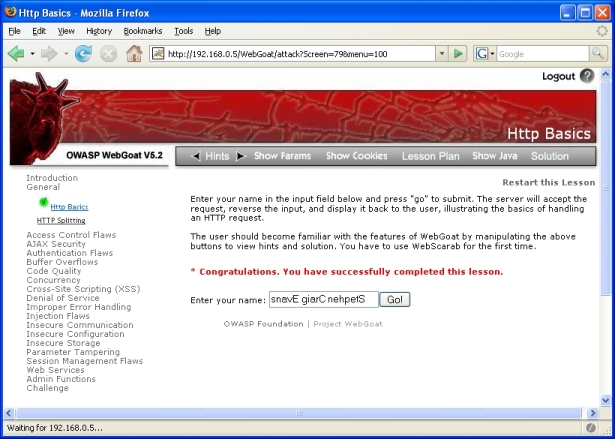 Http Basics - Mozilla Firefox
File Edit View History Bookmarks Tools Help
http://192.168.0.5/WebGoat/attack?Screen=79&menu=100
G Google
Logout ?
Http Basics
OWASP WebGoat V5.2
Hints Show Params Show Cookies Lesson Plan Show Java Solution
Introduction
General
Http Basics
HTTP Splitting
Access Control Flaws
AJAX Security
Authentication Flaws
Buffer Overflows
Code Quality
Concurrency
Cross-Site Scripting (XSS)
Denial of Service
Improper Error Handling
Injection Flaws
Insecure Communication
Insecure Configuration
Insecure Storage
Parameter Tampering
Session Management Flaws
Web Services
Admin Functions
Challenge
Restart this Lesson
Enter your name in the input field below and press "go" to submit. The server will accept the
request, reverse the input, and display it back to the user, illustrating the basics of handling
an HTTP request.
The user should become familiar with the features of WebGoat by manipulating the above
buttons to view hints and solution. You have to use WebScarab for the first time.
* Congratulations. You have successfully completed this lesson.
Enter your name: snavE giarC nehpetS Go!
OWASP Foundation | Project WebGoat
Waiting for 192.168.0.5...